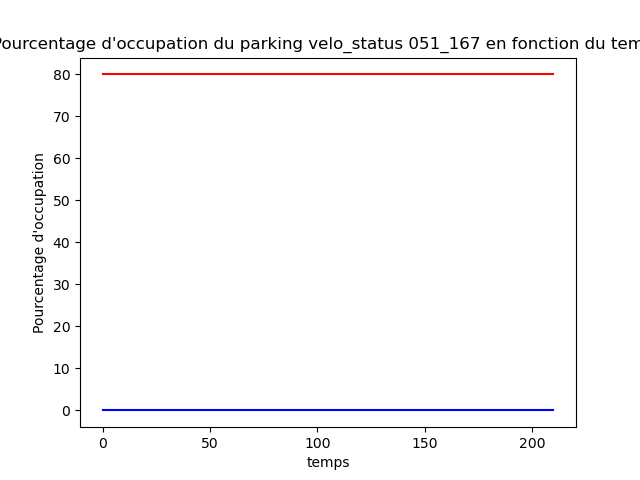 Pourcentage d'occupation du parking velo_status 051_167 en fonction du tem
80
70
60
50
40
30
20
10
0
Pourcentage d'occupation
0 50 100 150 200
temps